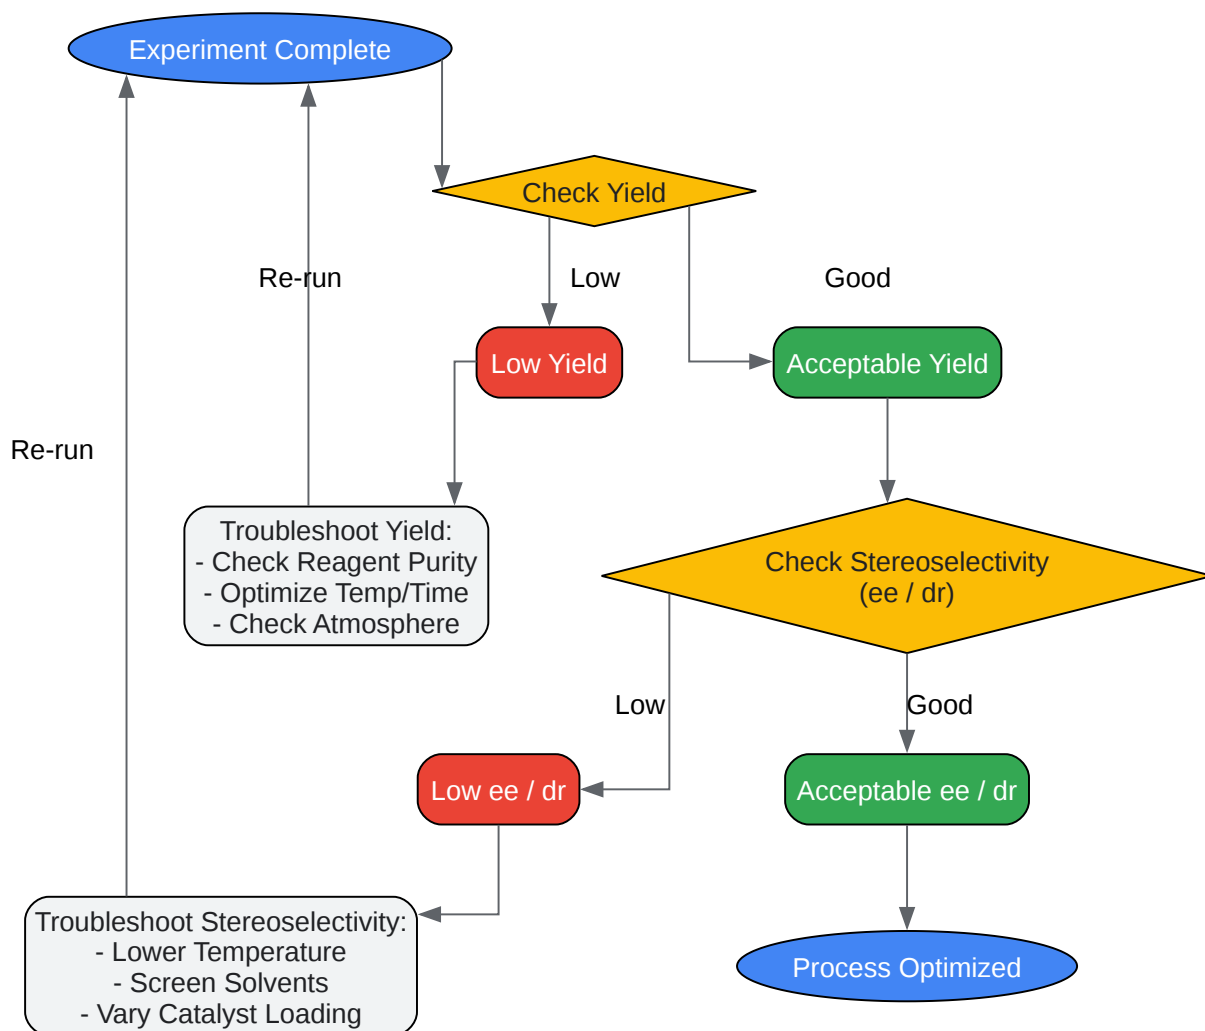 Experiment Complete
Check Yield
Re-run
Low
Good
Low Yield
Acceptable Yield
Re-run
Troubleshoot Yield:
- Check Reagent Purity
- Optimize Temp/Time
- Check Atmosphere
Check Stereoselectivity
(ee / dr)
Low
Good
Low ee / dr
Acceptable ee / dr
Troubleshoot Stereoselectivity:
- Lower Temperature
- Screen Solvents
- Vary Catalyst Loading
Process Optimized